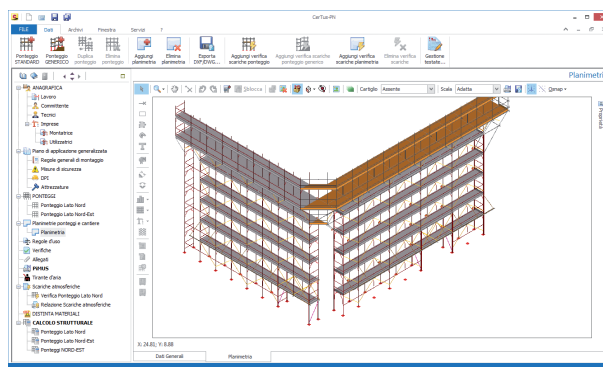 CerTus-PN
FILE Dati Archivi Finestra Servizi ?
Ponteggio STANDARD
Ponteggio GENERICO
Duplica ponteggio
Elimina ponteggio
Aggiungi planimetria
Elimina planimetria
Esporta DXF/DWG...
Aggiungi verifica scariche ponteggio
Aggiungi verifica scariche ponteggio generico
Aggiungi verifica scariche planimetria
Elimina verifica scariche
Gestione testate...
Planimetria
Sblocca
Cartiglio Assente
Scala Adatta
Osnap
Proprietà
ANAGRAFICA
Lavoro
Committente
Tecnici
Imprese
Montatrice
Utilizzatrici
Piano di applicazione generalizzata
Regole generali di montaggio
Misure di sicurezza
DPI
Attrezzature
PONTEGGI
Ponteggio Lato Nord
Ponteggio Lato Nord-Est
Planimetrie ponteggi e cantiere
Planimetria
Regole d'uso
Verifiche
Allegati
PiMUS
Tirante d'aria
Scariche atmosferiche
Verifica Ponteggio Lato Nord
Relazione Scariche atmosferiche
DISTINTA MATERIALI
CALCOLO STRUTTURALE
Ponteggio Lato Nord
Ponteggio Lato Nord-Est
Ponteggi NORD-EST
X: 24.81; Y: 8.88
Dati Generali Planimetria